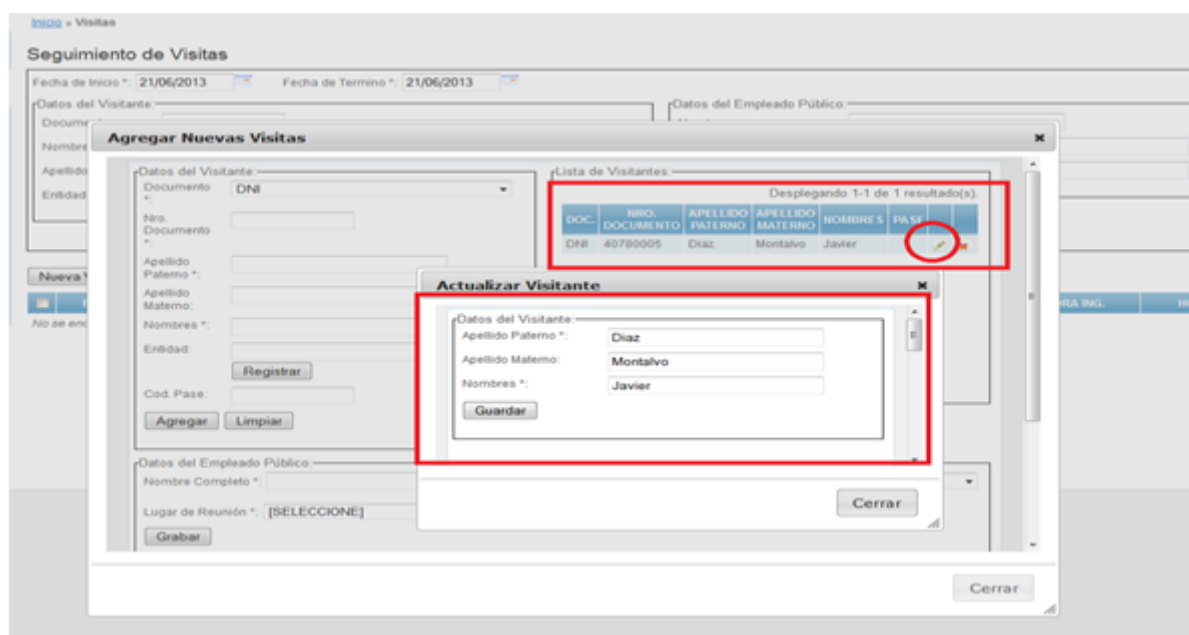 Inicio » Visitas
Seguimiento de Visitas
Fecha de Inicio *: 21/06/2013 Fecha de Termino *: 21/06/2013
Datos del Visitante:
Datos del Empleado Público:
Nombre
Apellido
Entidad
Nueva
No se enc
RA ING.
Agregar Nuevas Visitas
Datos del Visitante:
Documento *: DNI
Nro. Documento *:
Apellido Paterno *:
Apellido Materno:
Nombres *:
Entidad:
Registrar
Cod. Pase:
Agregar Limpiar
Lista de Visitantes:
Desplegando 1-1 de 1 resultado(s).
DOC. NRO. DOCUMENTO APELLIDO PATERNO APELLIDO MATERNO NOMBRES PASE
DNI 40780005 Diaz Montalvo Javier
Actualizar Visitante
Datos del Visitante:
Apellido Paterno *: Diaz
Apellido Materno: Montalvo
Nombres *: Javier
Guardar
Cerrar
Datos del Empleado Público:
Nombre Completo *:
Lugar de Reunión *: [SELECCIONE]
Grabar
Cerrar